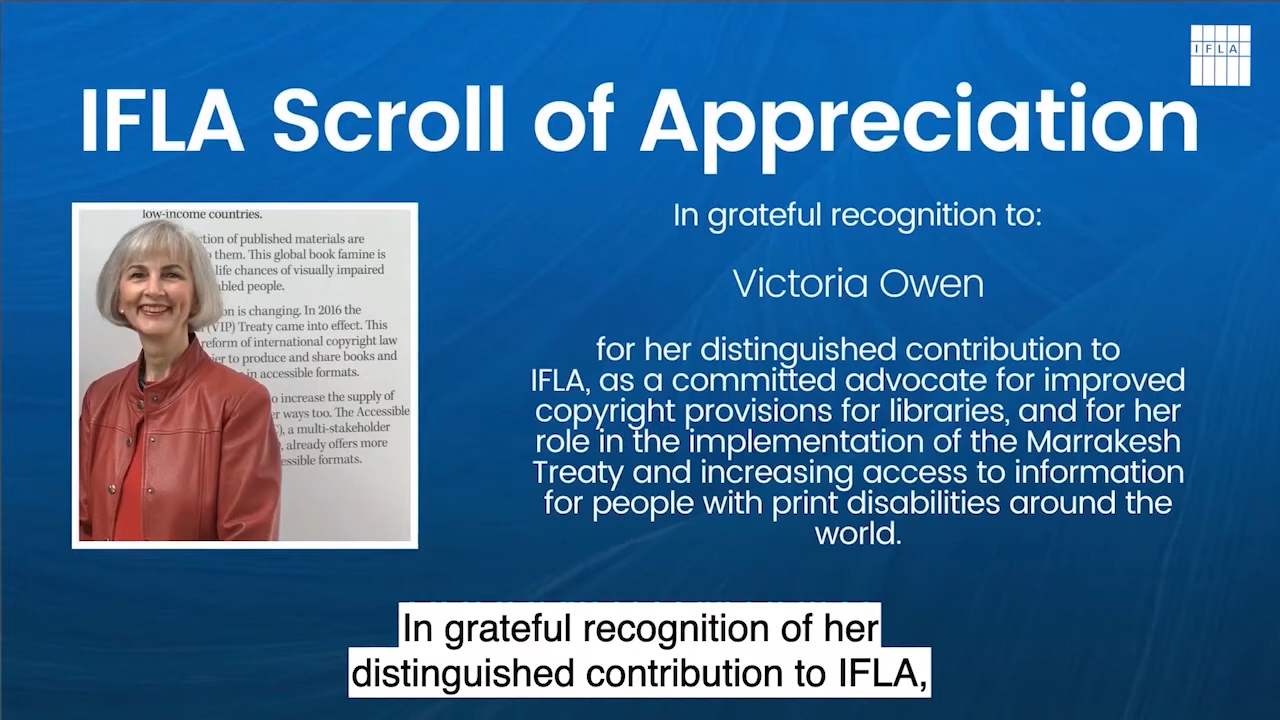 IFLA
IFLA Scroll of Appreciation
low-income countries.
ction of published materials are
them. This global book famine is
life chances of visually impaired
bled people.
on is changing. In 2016 the
(VIP) Treaty came into effect. This
reform of international copyright law
ier to produce and share books and
in accessible formats.
o increase the supply of
er ways too. The Accessible
), a multi-stakeholder
, already offers more
essible formats.
In grateful recognition to:
Victoria Owen
for her distinguished contribution to
IFLA, as a committed advocate for improved
copyright provisions for libraries, and for her
role in the implementation of the Marrakesh
Treaty and increasing access to information
for people with print disabilities around the
world.
In grateful recognition of her
distinguished contribution to IFLA,